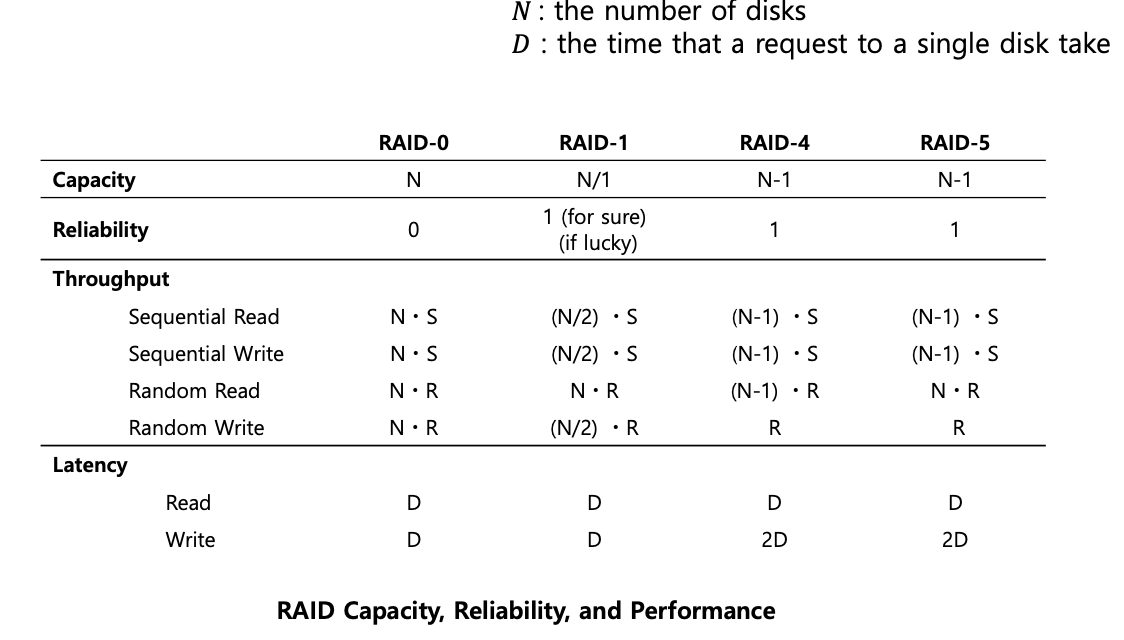 N : the number of disks
D : the time that a request to a single disk take
RAID-0 RAID-1 RAID-4 RAID-5
Capacity N N/1 N-1 N-1
Reliability 0 1 (for sure) (if lucky) 1 1
Throughput
Sequential Read N・S (N/2) ・S (N-1) ・S (N-1) ・S
Sequential Write N・S (N/2) ・S (N-1) ・S (N-1) ・S
Random Read N・R N・R (N-1) ・R N・R
Random Write N・R (N/2) ・R R R
Latency
Read D D D D
Write D D 2D 2D
RAID Capacity, Reliability, and Performance